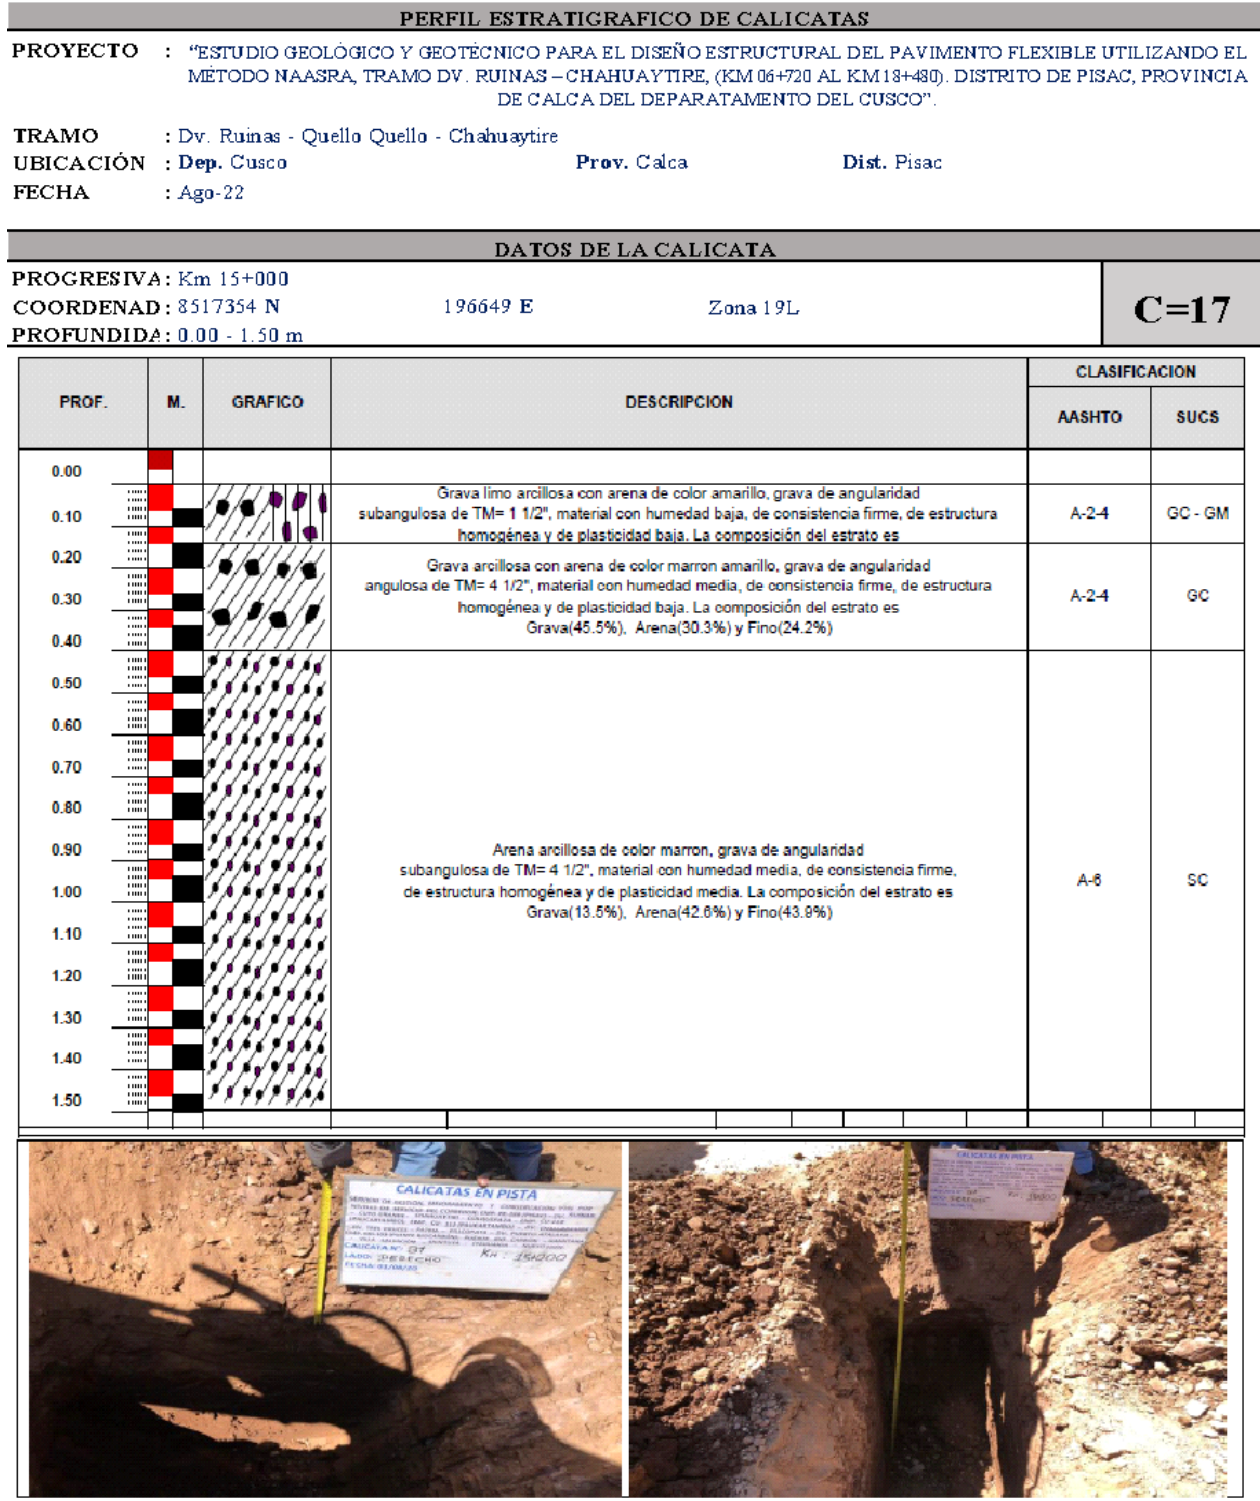 PERFIL ESTRATIGRAFICO DE CALICATAS
PROYECTO : "ESTUDIO GEOLÓGICO Y GEOTÉCNICO PARA EL DISEÑO ESTRUCTURAL DEL PAVIMENTO FLEXIBLE UTILIZANDO EL
MÉTODO NAASRA, TRAMO DV. RUINAS – CHAHUAYTIRE, (KM 06+720 AL KM 18+480). DISTRITO DE PISAC, PROVINCIA
DE CALCA DEL DEPARATAMENTO DEL CUSCO".
TRAMO : Dv. Ruinas - Quello Quello - Chahuaytire
UBICACIÓN : Dep. Cusco Prov. Calca Dist. Pisac
FECHA : Ago-22
DATOS DE LA CALICATA
PROGRESIVA: Km 15+000
COORDENAD: 8517354 N 196649 E Zona 19L
PROFUNDIDA: 0.00 - 1.50 m
C=17
PROF. M. GRAFICO DESCRIPCION CLASIFICACION
AASHTO SUCS
0.00
0.10
Grava limo arcillosa con arena de color amarillo, grava de angularidad
subangulosa de TM= 1 1/2", material con humedad baja, de consistencia firme, de estructura
homogénea y de plasticidad baja. La composición del estrato es
A-2-4 GC - GM
0.20
0.30
0.40
Grava arcillosa con arena de color marron amarillo, grava de angularidad
angulosa de TM= 4 1/2", material con humedad media, de consistencia firme, de estructura
homogénea y de plasticidad baja. La composición del estrato es
Grava(45.5%), Arena(30.3%) y Fino(24.2%)
A-2-4 GC
0.50
0.60
0.70
0.80
0.90
1.00
1.10
1.20
1.30
1.40
1.50
Arena arcillosa de color marron, grava de angularidad
subangulosa de TM= 4 1/2", material con humedad media, de consistencia firme,
de estructura homogénea y de plasticidad media. La composición del estrato es
Grava(13.5%), Arena(42.6%) y Fino(43.9%)
A-6 SC
CALICATAS EN PISTA
CALICATA NO:
LADO: DERECHO KM: 15+000
FECHA:
CALICATAS EN PISTA